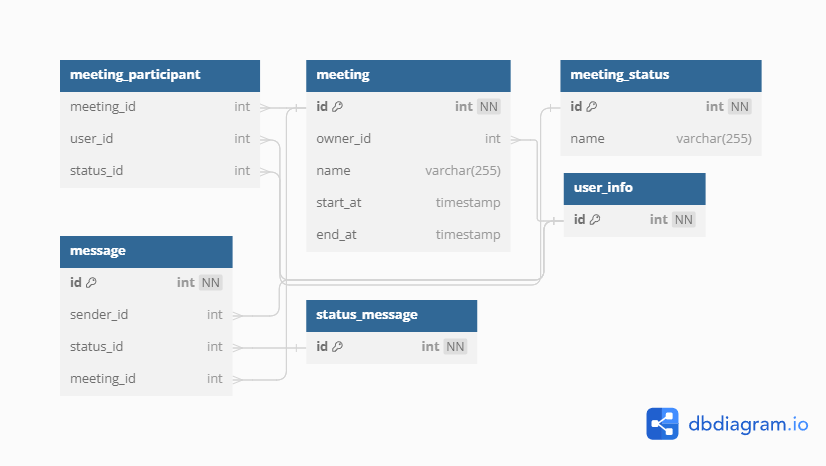 meeting_participant
meeting_id int
user_id int
status_id int
meeting
id int NN
owner_id int
name varchar(255)
start_at timestamp
end_at timestamp
meeting_status
id int NN
name varchar(255)
user_info
id int NN
message
id int NN
sender_id int
status_id int
meeting_id int
status_message
id int NN
dbdiagram.io